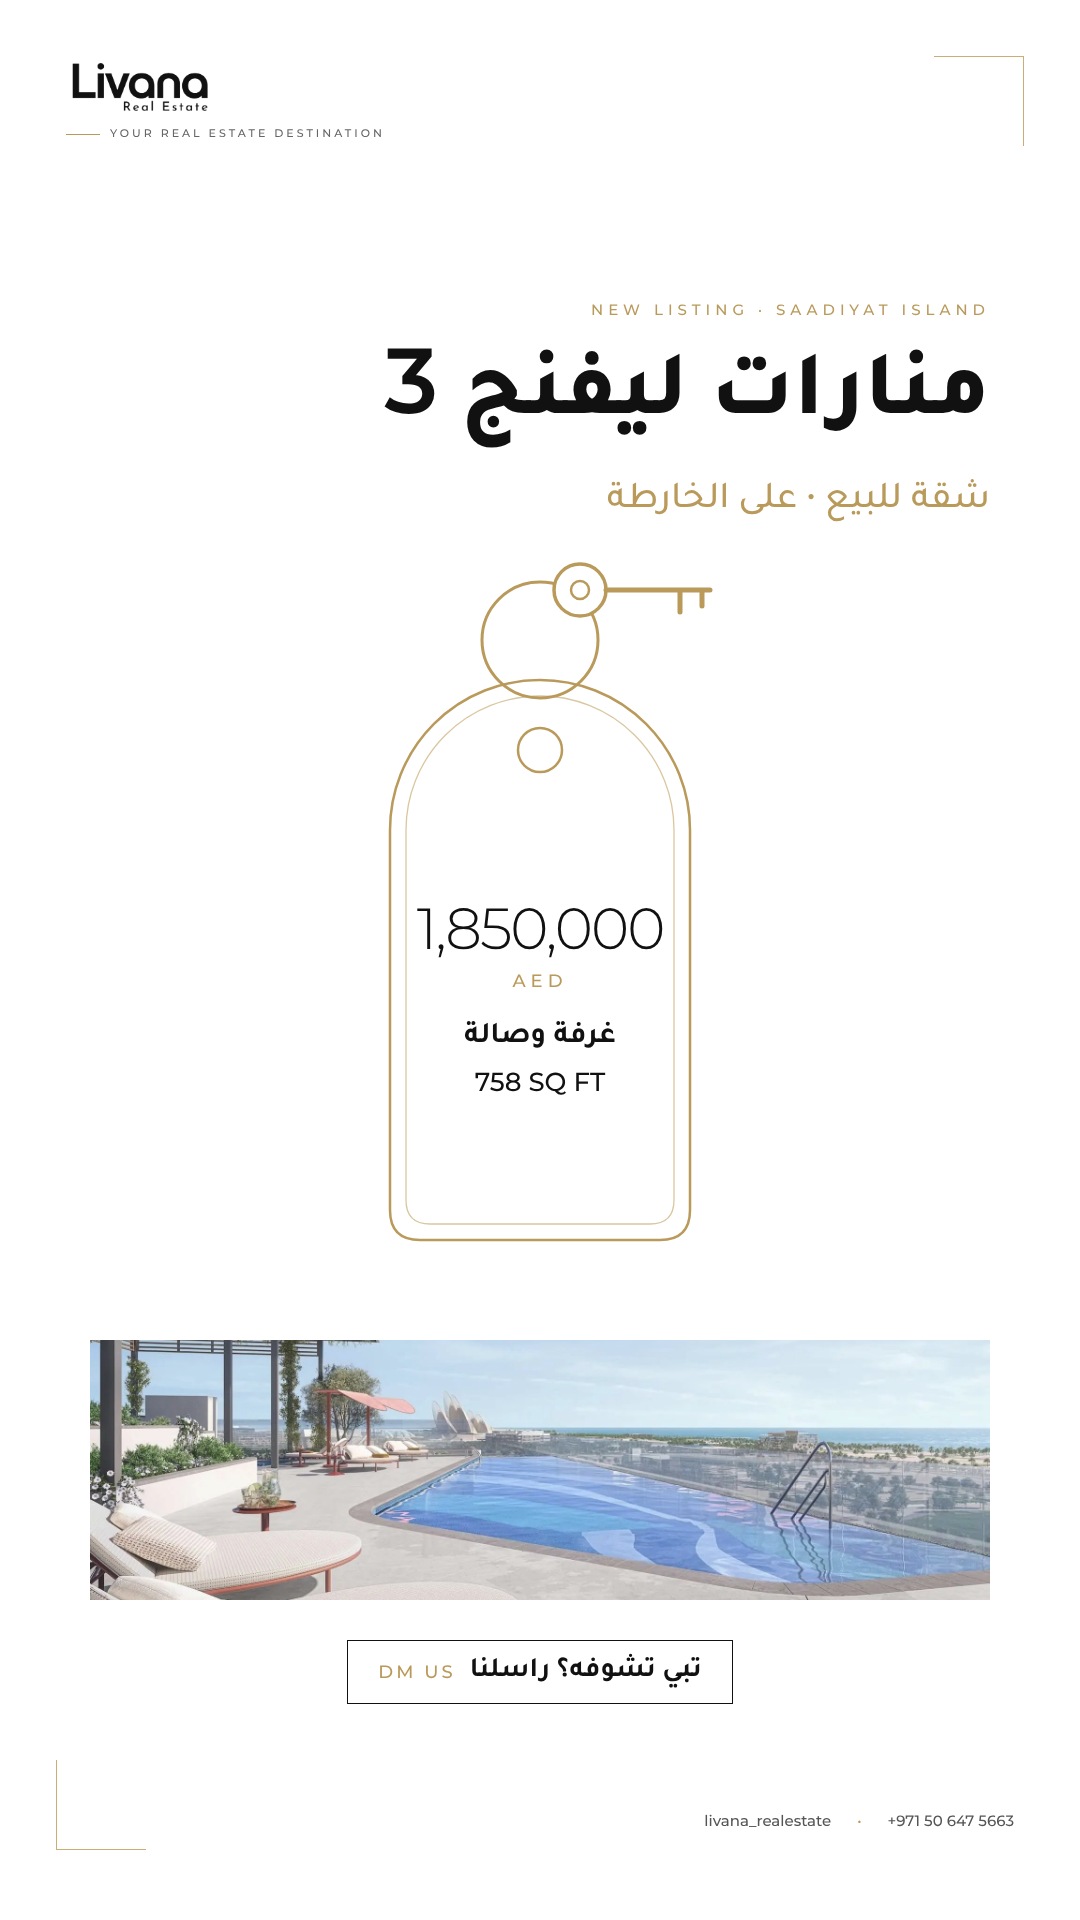 Livana
Real Estate
YOUR REAL ESTATE DESTINATION
NEW LISTING · SAADIYAT ISLAND
منارات ليفنج 3
شقة للبيع · على الخارطة
1,850,000
AED
غرفة وصالة
758 SQ FT
تبي تشوفه؟ راسلنا DM US
livana_realestate · +971 50 647 5663